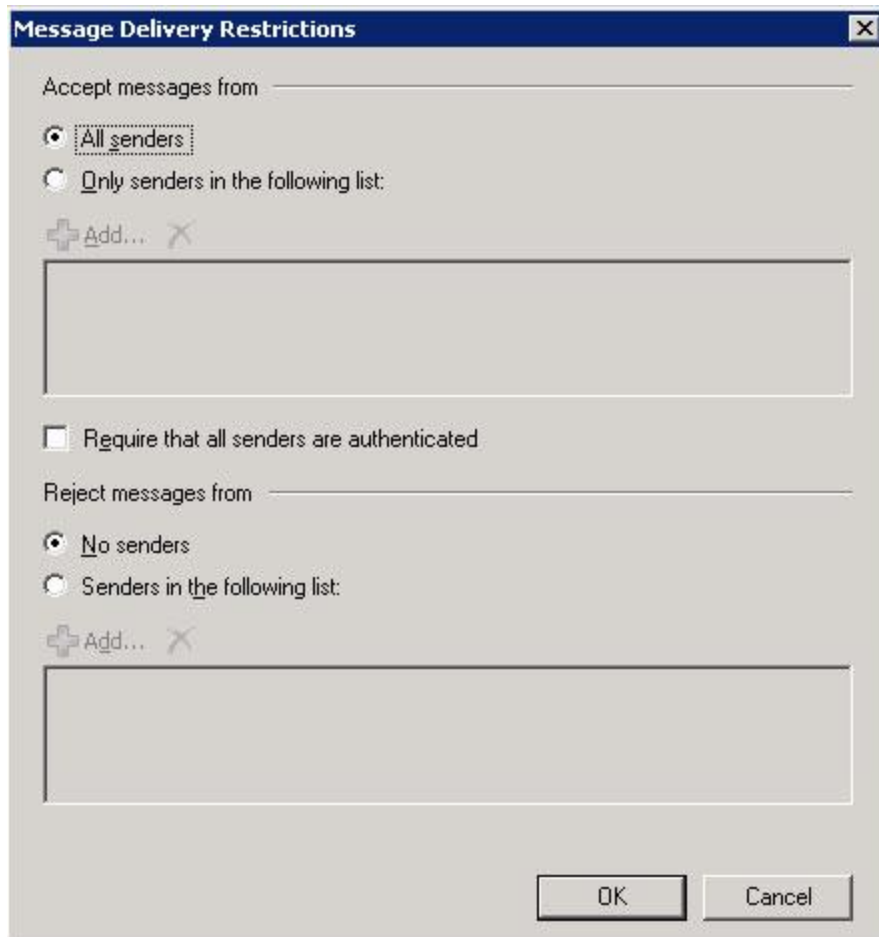 Message Delivery Restrictions
Accept messages from
All senders
Only senders in the following list:
Add...
Require that all senders are authenticated
Reject messages from
No senders
Senders in the following list:
Add...
OK Cancel